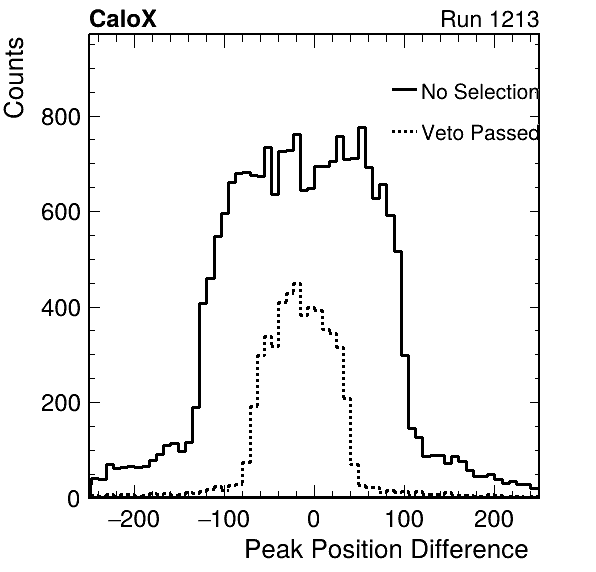 CaloX Run 1213
Counts
No Selection
Veto Passed
800
600
400
200
0
−200 −100 0 100 200
Peak Position Difference